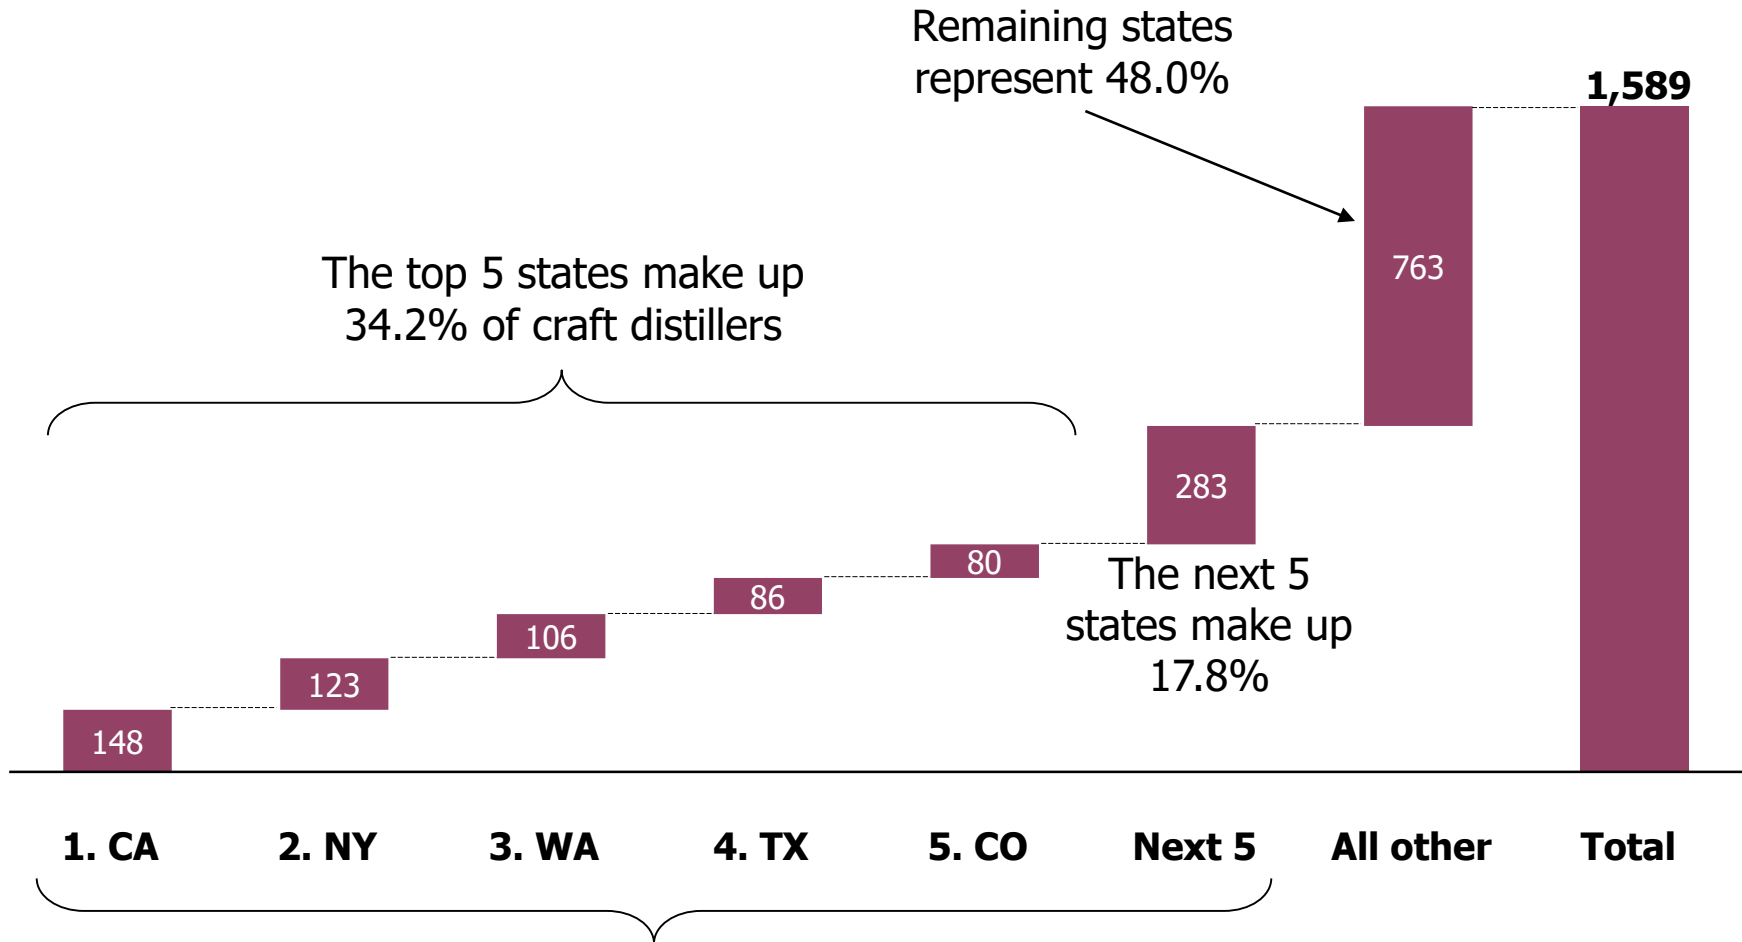 Remaining states
represent 48.0%
1,589
The top 5 states make up
34.2% of craft distillers
763
283
80
86
106
123
148
The next 5
states make up
17.8%
1. CA 2. NY 3. WA 4. TX 5. CO Next 5 All other Total